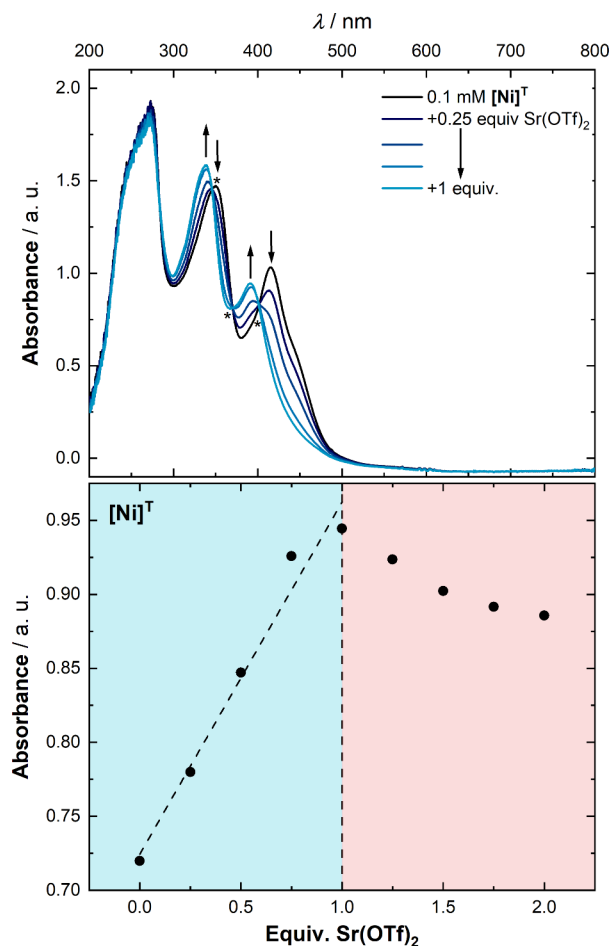 λ / nm
200 300 400 500 600 700 800
2.0
1.5
1.0
0.5
0.0
Absorbance / a. u.
0.1 mM [Ni]ᵀ
+0.25 equiv Sr(OTf)₂
+1 equiv.
*
*
*
[Ni]ᵀ
0.95
0.90
0.85
0.80
0.75
0.70
Absorbance / a. u.
0.0 0.5 1.0 1.5 2.0
Equiv. Sr(OTf)₂